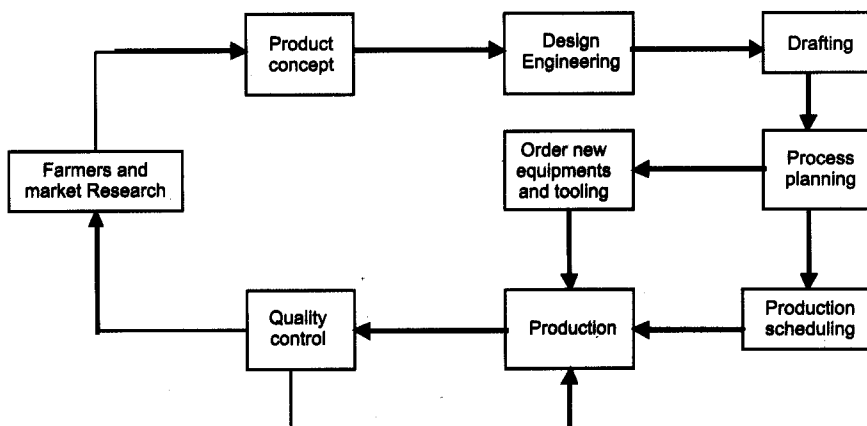 Product
concept
Design
Engineering
Drafting
Farmers and
market Research
Order new
equipments
and tooling
Process
planning
Quality
control
Production
Production
scheduling